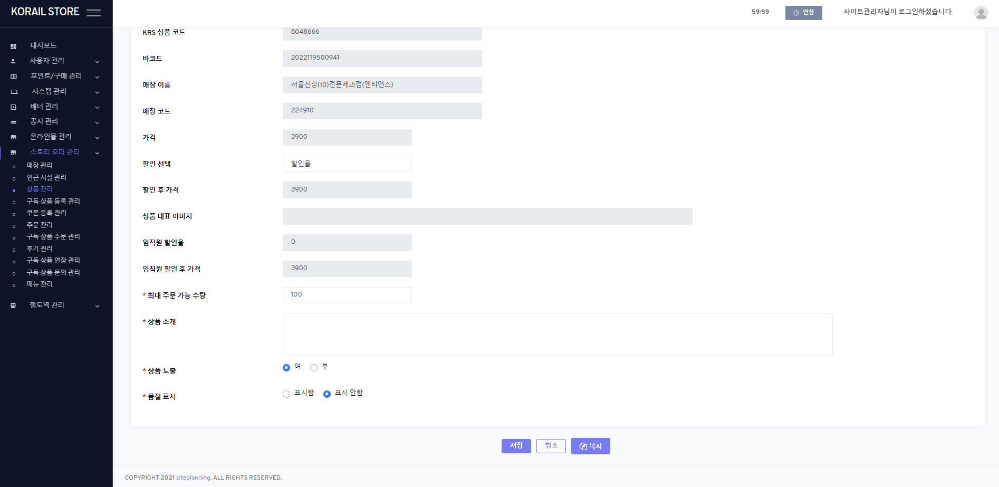 KORAIL STORE
59:59
연장
사이트관리자님이 로그인하셨습니다.
대시보드
사용자 관리
포인트/구매 관리
시스템 관리
배너 관리
공지 관리
온라인몰 관리
스토리 오더 관리
매장 관리
인근 시설 관리
상품 관리
구독 상품 등록 관리
쿠폰 등록 관리
주문 관리
구독 상품 주문 관리
후기 관리
구독 상품 연장 관리
구독 상품 문의 관리
메뉴 관리
철도역 관리
KRS 상품 코드 8048666
바코드 2022119500941
매장 이름 서울선상(10)전문제과점(앤티앤스)
매장 코드 224910
가격 3900
할인 선택 할인율
할인 후 가격 3900
상품 대표 이미지
임직원 할인율 0
임직원 할인 후 가격 3900
* 최대 주문 가능 수량 100
* 상품 소개
* 상품 노출 여 부
* 품절 표시 표시함 표시 안함
저장 취소 복사
COPYRIGHT 2021 siteplanning. ALL RIGHTS RESERVED.